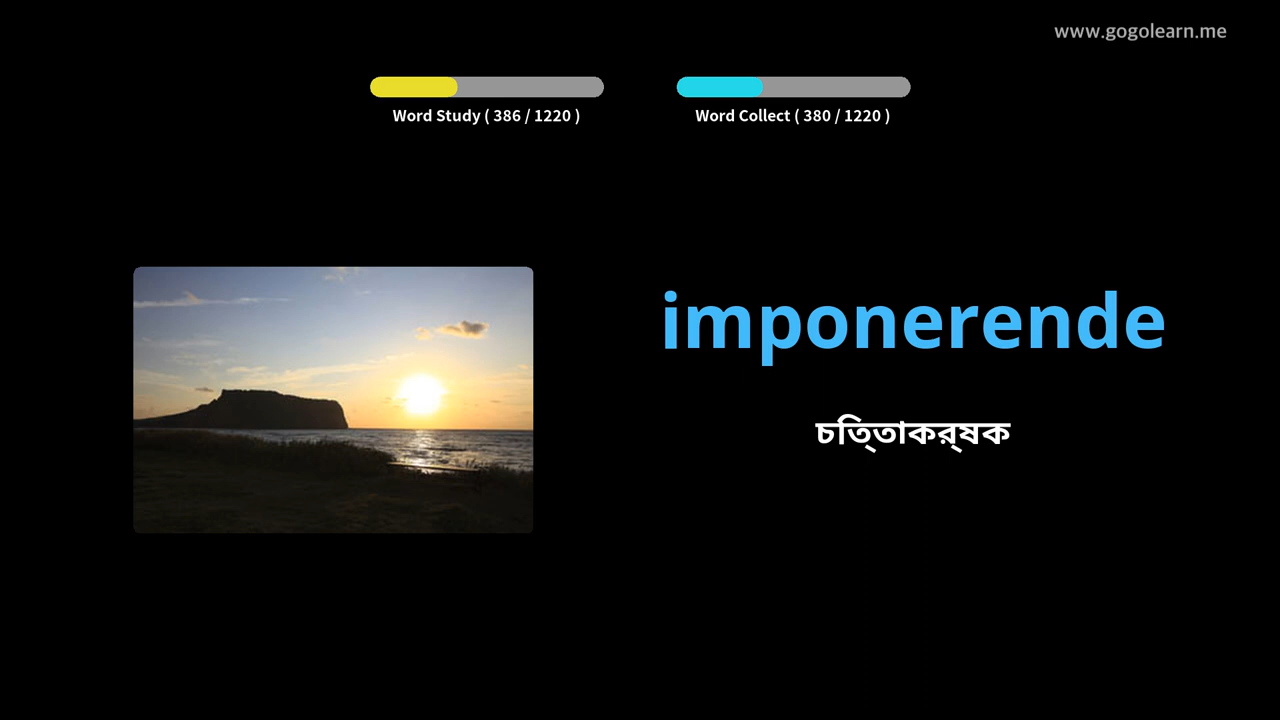 www.gogolearn.me
Word Study ( 386 / 1220 )
Word Collect ( 380 / 1220 )
imponerende
চিত্তাকর্ষক